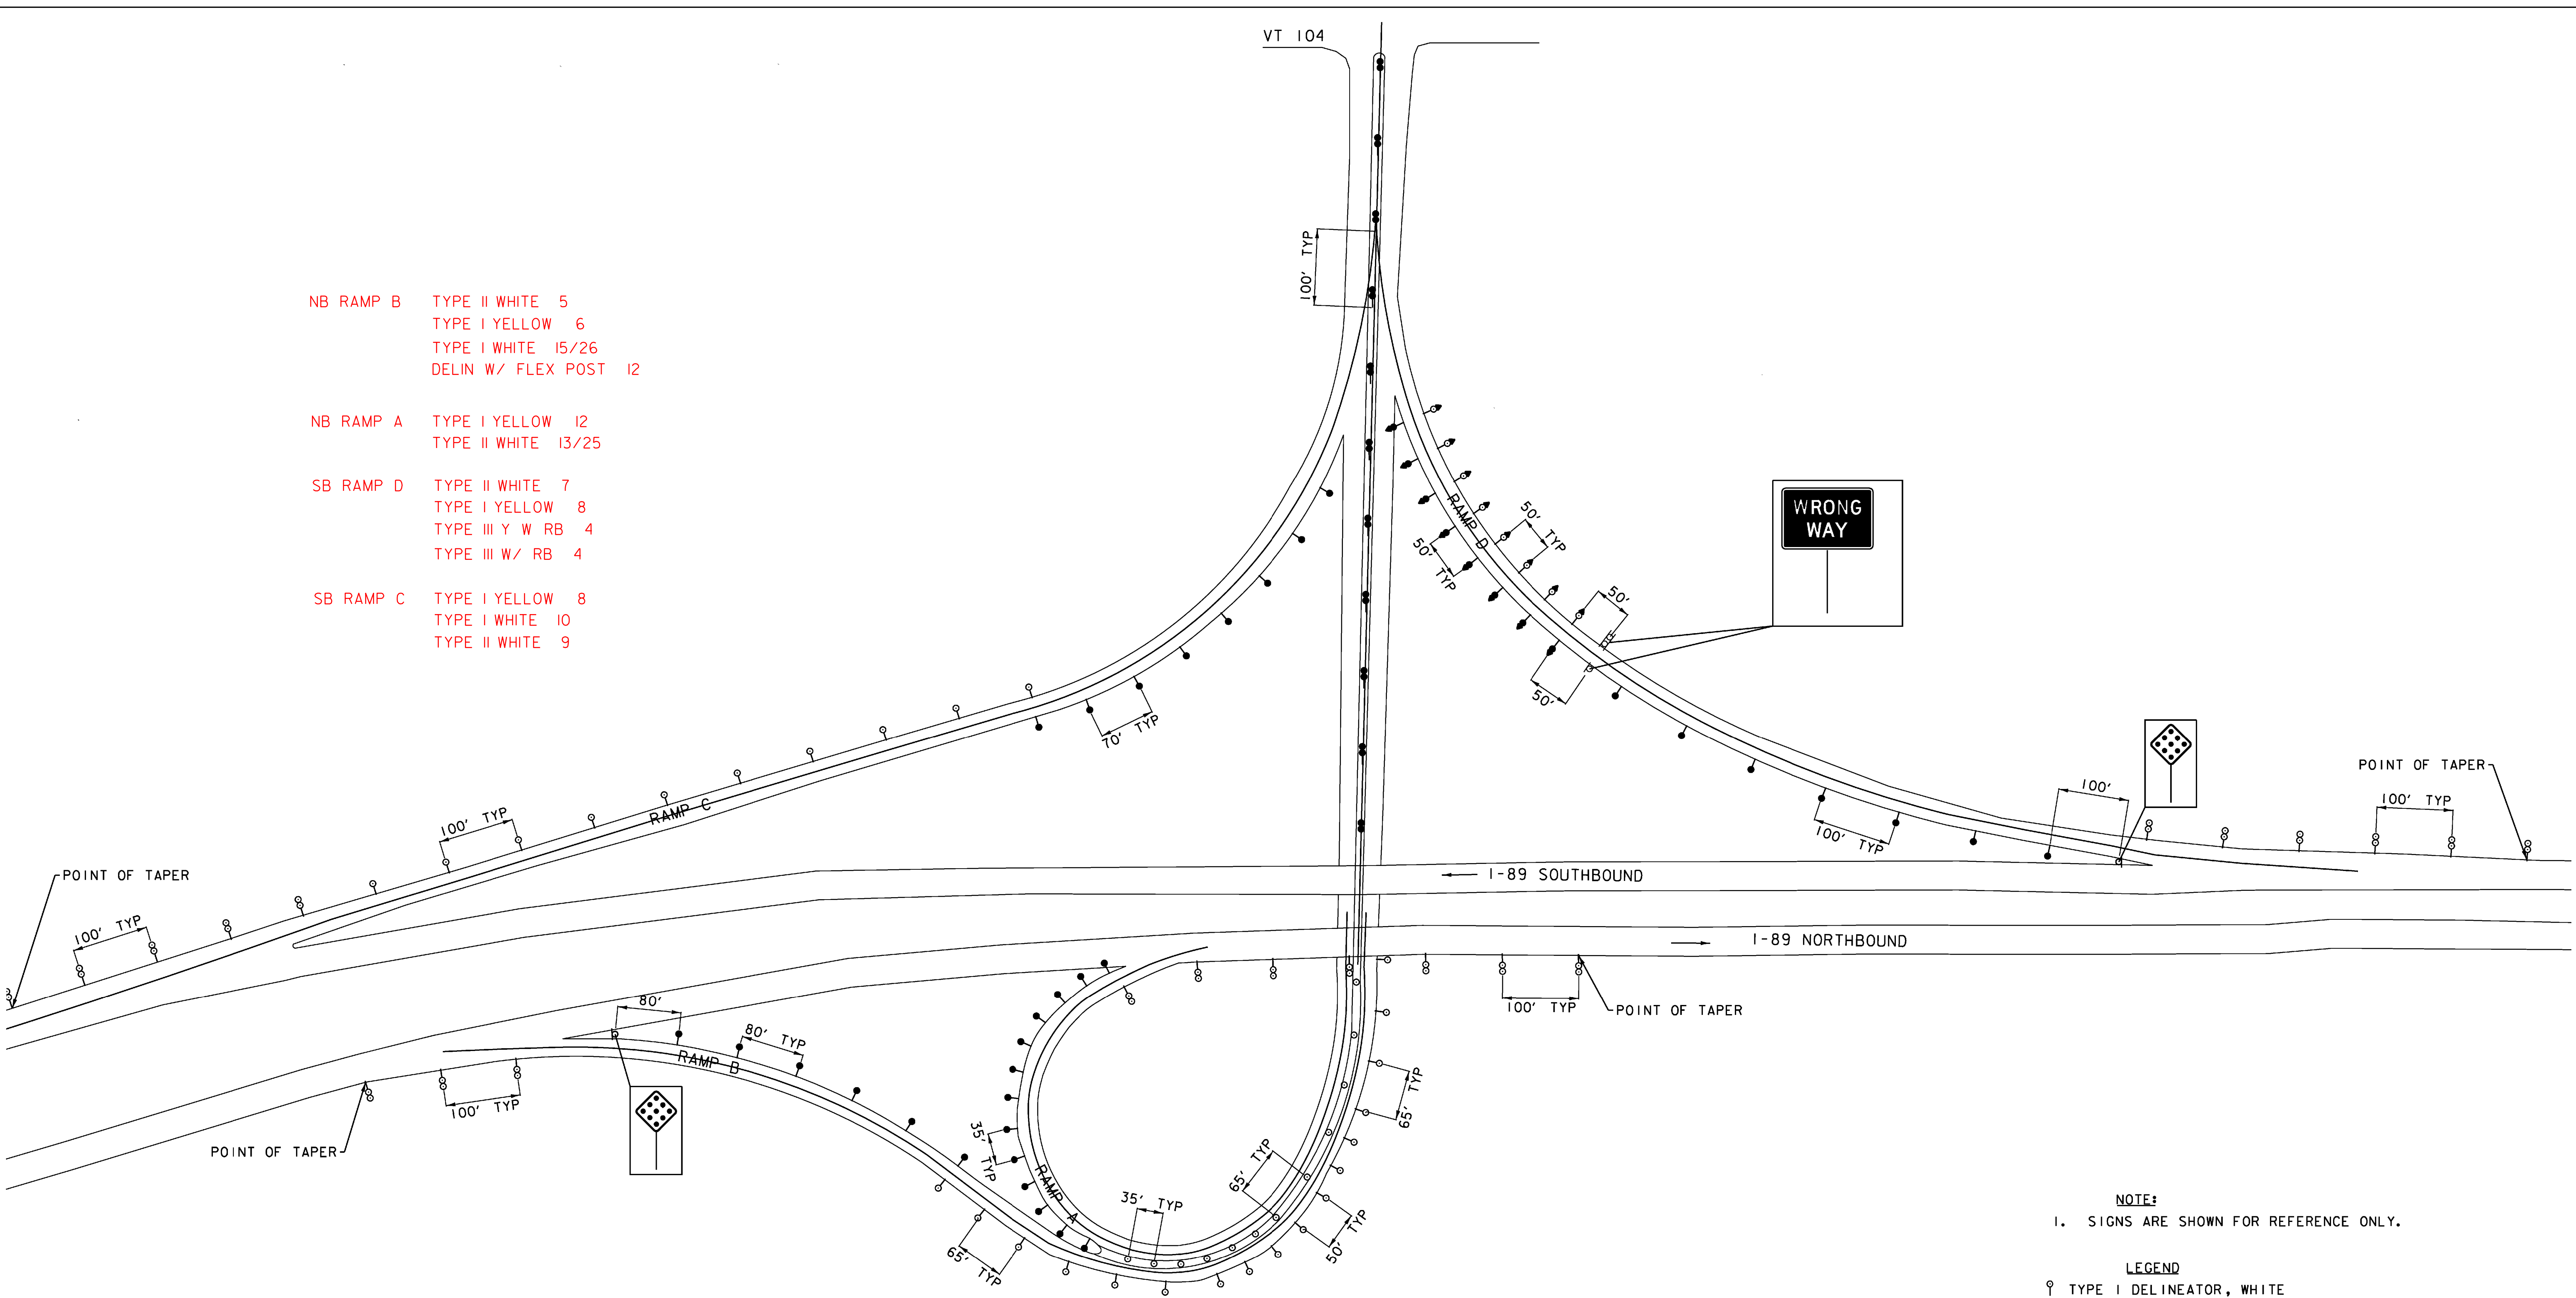 VT 104
100' TYP
NB RAMP B TYPE II WHITE 5
TYPE I YELLOW 6
TYPE I WHITE 15/26
DELIN W/ FLEX POST 12
NB RAMP A TYPE I YELLOW 12
TYPE II WHITE 13/25
SB RAMP D TYPE II WHITE 7
TYPE I YELLOW 8
TYPE III Y W RB 4
TYPE III W/ RB 4
SB RAMP C TYPE I YELLOW 8
TYPE I WHITE 10
TYPE II WHITE 9
RAMP D
50' TYP
50' TYP
WRONG
WAY
50'
50'
70' TYP
RAMP C
100' TYP
100' TYP
100'
POINT OF TAPER
100' TYP
POINT OF TAPER
100' TYP
I-89 SOUTHBOUND
I-89 NORTHBOUND
80'
80' TYP
RAMP B
100' TYP
POINT OF TAPER
100' TYP
POINT OF TAPER
35' TYP
RAMP A
35' TYP
65' TYP
65' TYP
50' TYP
65' TYP
NOTE:
1. SIGNS ARE SHOWN FOR REFERENCE ONLY.
LEGEND
TYPE I DELINEATOR, WHITE